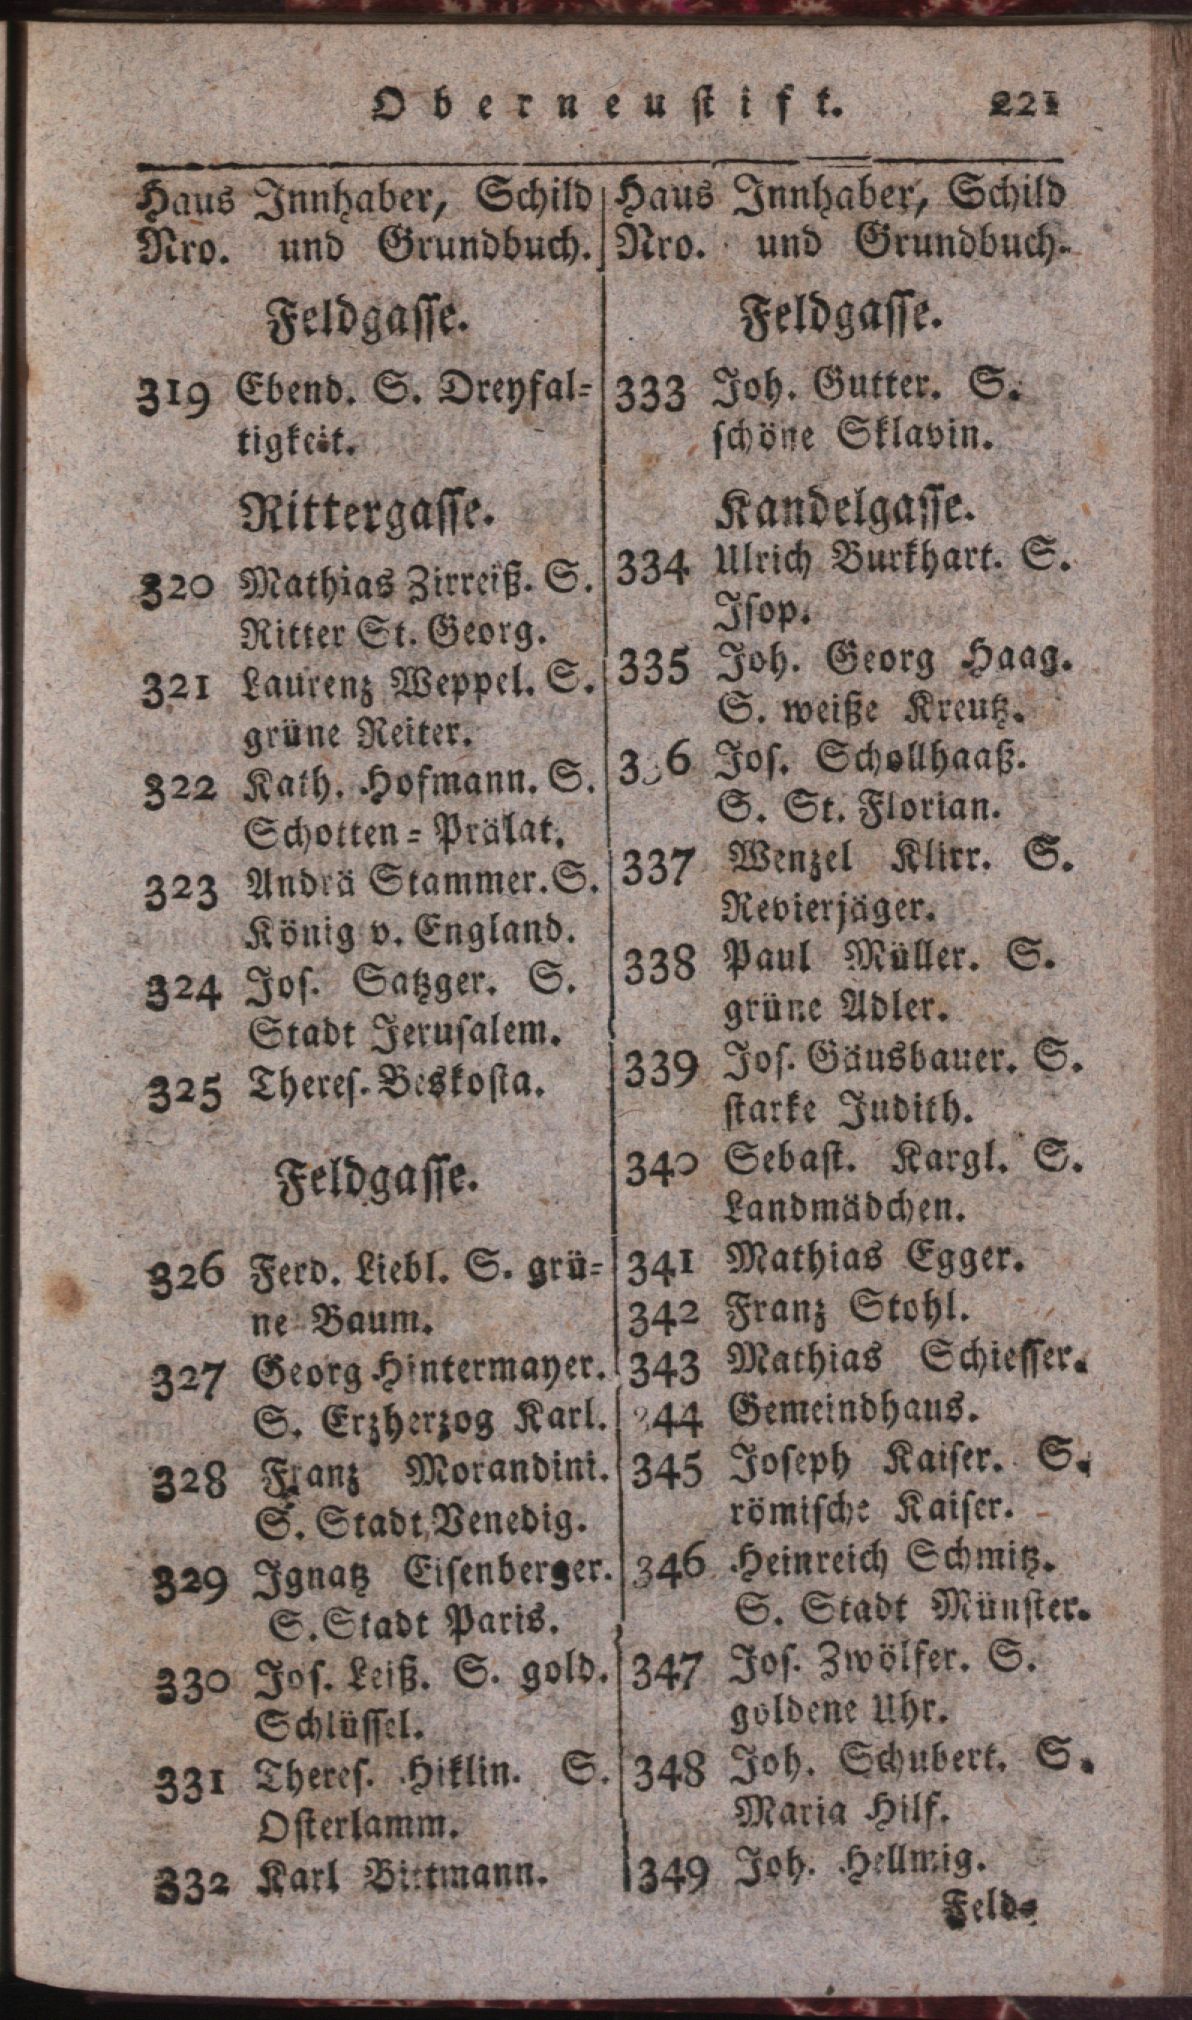 Oberneustift. 221
Haus Innhaber, Schild
Nro. und Grundbuch.
Feldgasse.
319 Ebend. S. Dreyfal-
tigkeit.
Rittergasse.
320 Mathias Zirreiß. S.
Ritter St. Georg.
321 Laurenz Weppel. S.
grüne Reiter.
322 Kath. Hofmann. S.
Schotten-Prälat.
323 Andrä Stammer. S.
König v. England.
324 Jos. Satzger. S.
Stadt Jerusalem.
325 Theres. Beskosta.
Feldgasse.
326 Ferd. Liebl. S. grü-
ne Baum.
327 Georg Hintermayer.
S. Erzherzog Karl.
328 Franz Morandini.
S. Stadt Venedig.
329 Ignatz Eisenberger.
S. Stadt Paris.
330 Jos. Leiß. S. gold.
Schlüssel.
331 Theres. Hiklin. S.
Osterlamm.
332 Karl Bittmann.
Haus Innhaber, Schild
Nro. und Grundbuch.
Feldgasse.
333 Joh. Gutter. S.
schöne Sklavin.
Kandelgasse.
334 Ulrich Burkhart. S.
Isop.
335 Joh. Georg Haag.
S. weiße Kreutz.
336 Jos. Schollhaaß.
S. St. Florian.
337 Wenzel Klirr. S.
Revierjäger.
338 Paul Müller. S.
grüne Adler.
339 Jos. Gäusbauer. S.
starke Judith.
340 Sebast. Kargl. S.
Landmädchen.
341 Mathias Egger.
342 Franz Stohl.
343 Mathias Schiesser.
344 Gemeindhaus.
345 Joseph Kaiser. S.
römische Kaiser.
346 Heinreich Schmitz.
S. Stadt Münster.
347 Jos. Zwölfer. S.
goldene Uhr.
348 Joh. Schubert. S.
Maria Hilf.
349 Joh. Hellmig.
Feld-